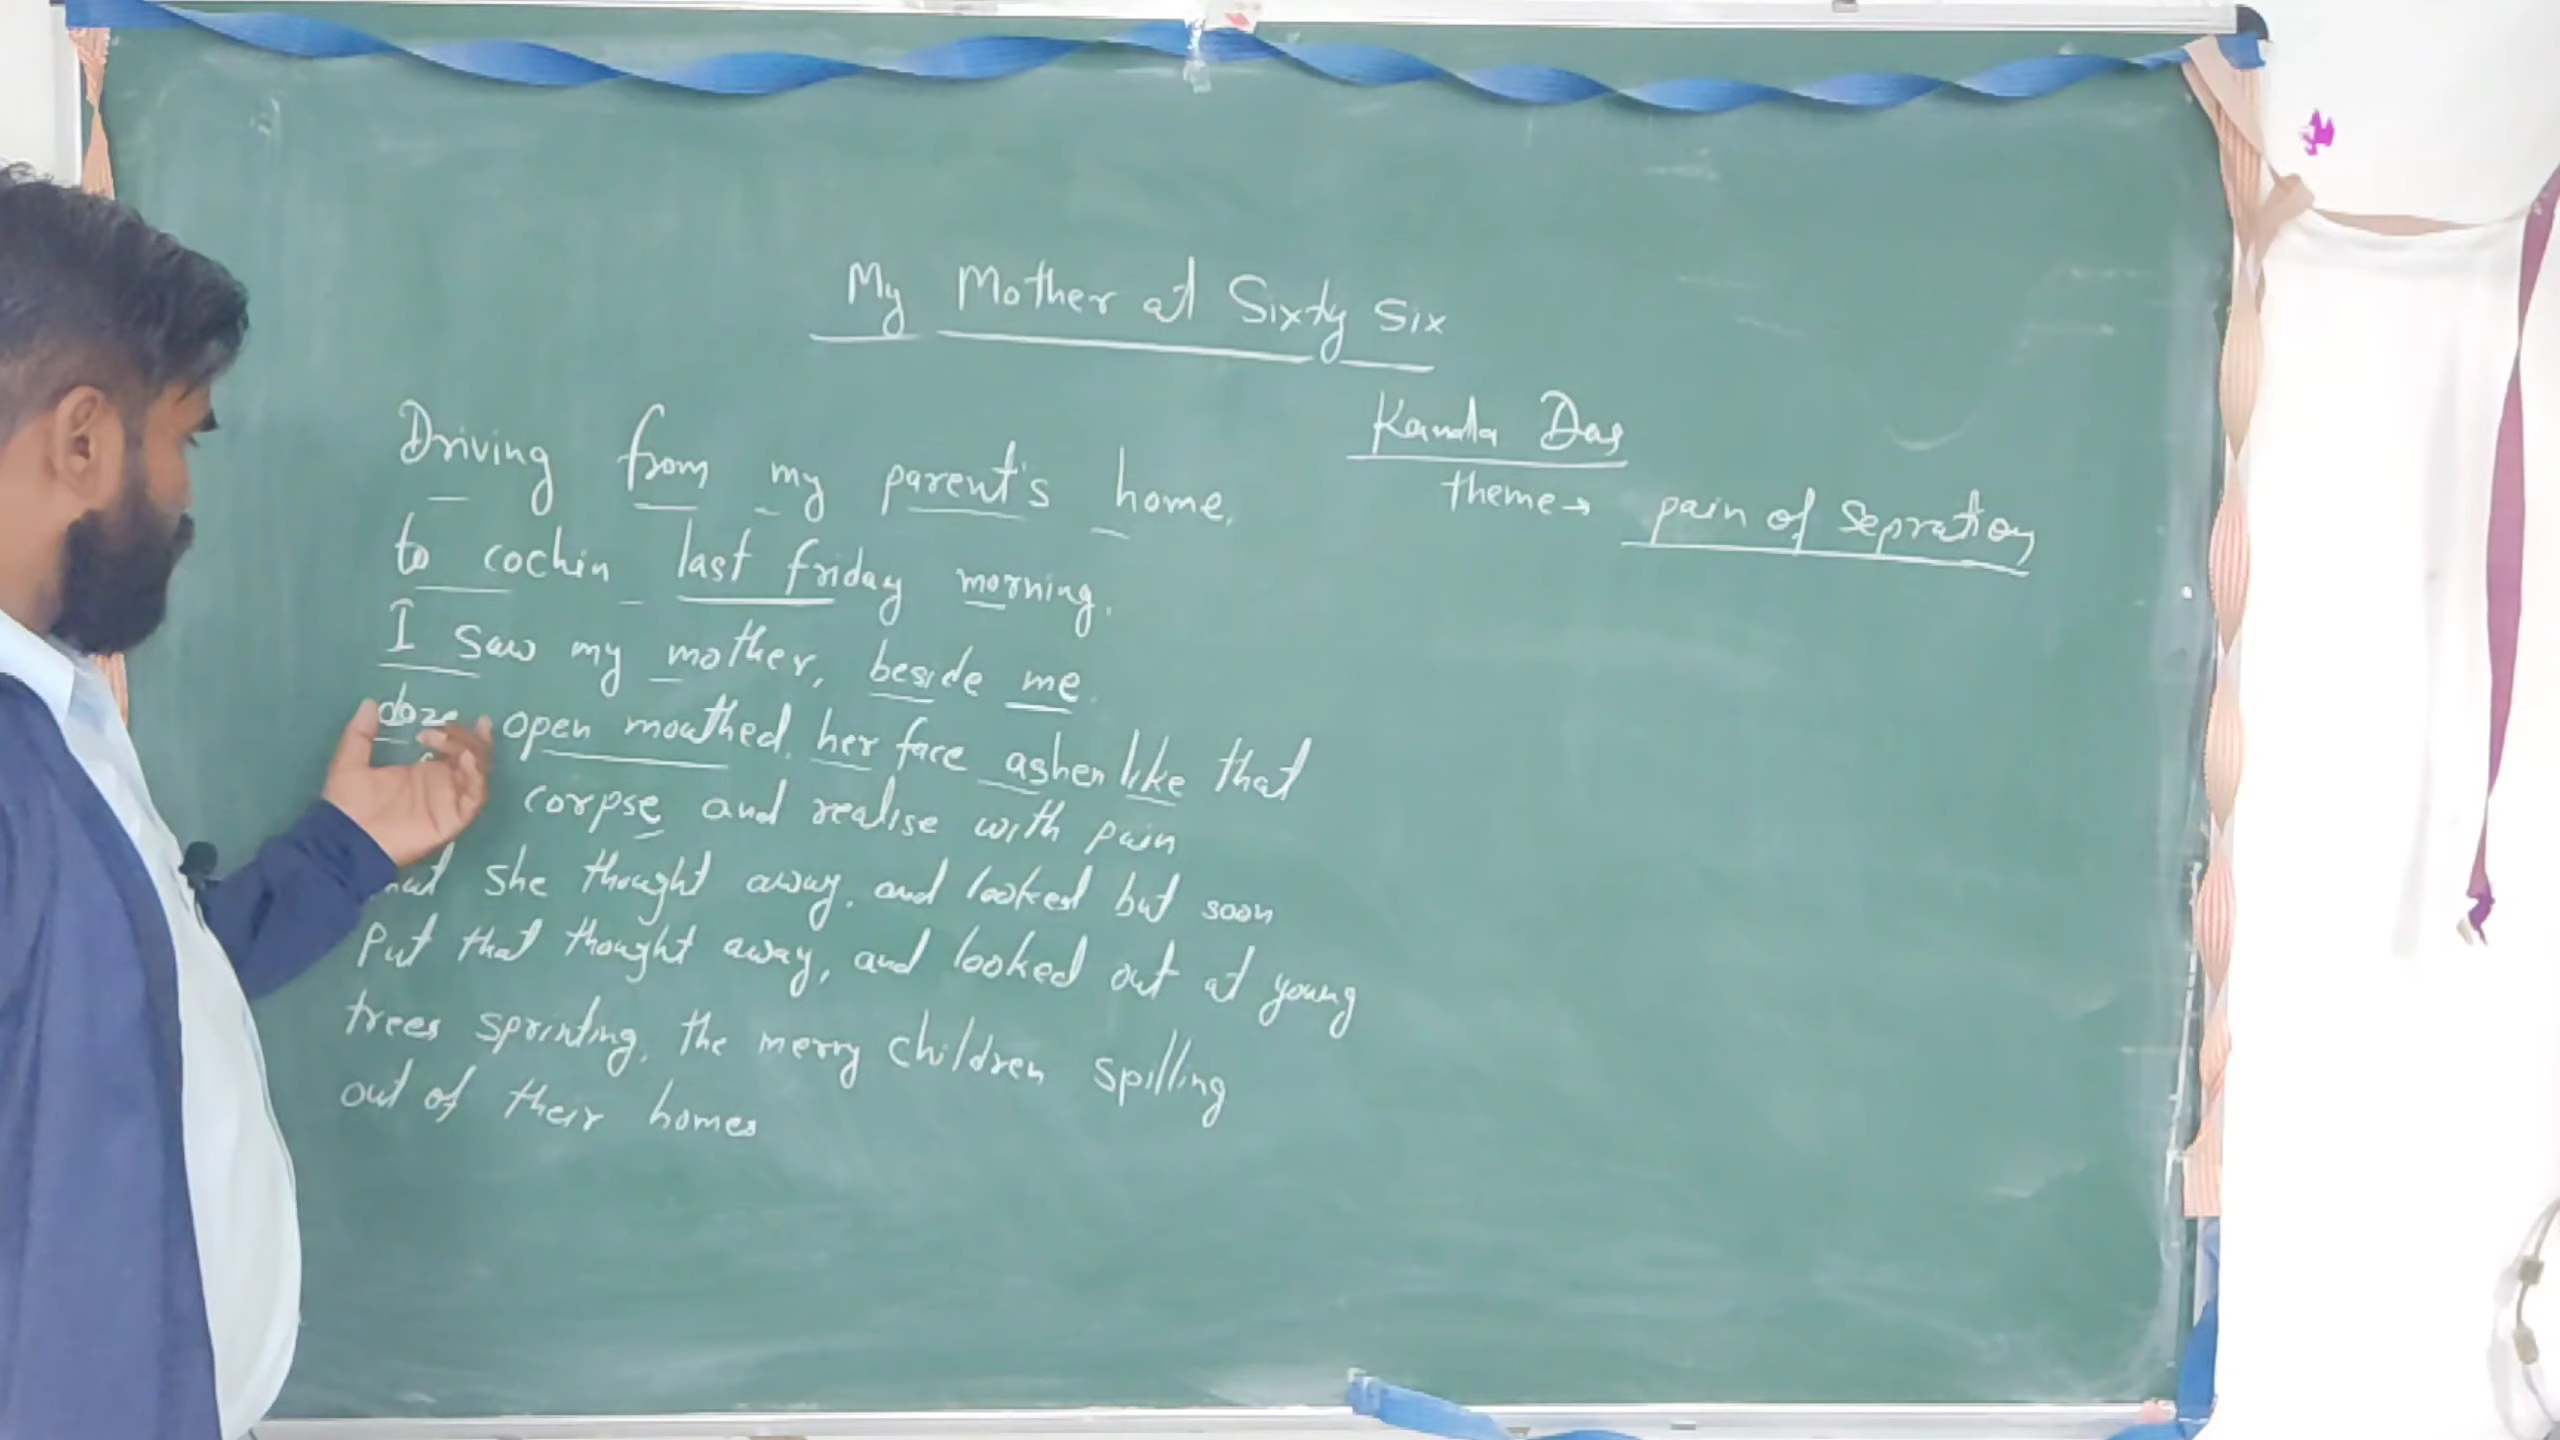 My Mother at Sixty Six
Kamala Das
theme → pain of Sepration
Driving from my parent's home,
to cochin last friday morning.
I saw my mother, beside me.
doze open mouthed. her face ashen like that
corpse and realise with pain
she thought away. and looked but soon
Put that thought away, and looked out at young
trees sprinting, the merry children spilling
out of their homes